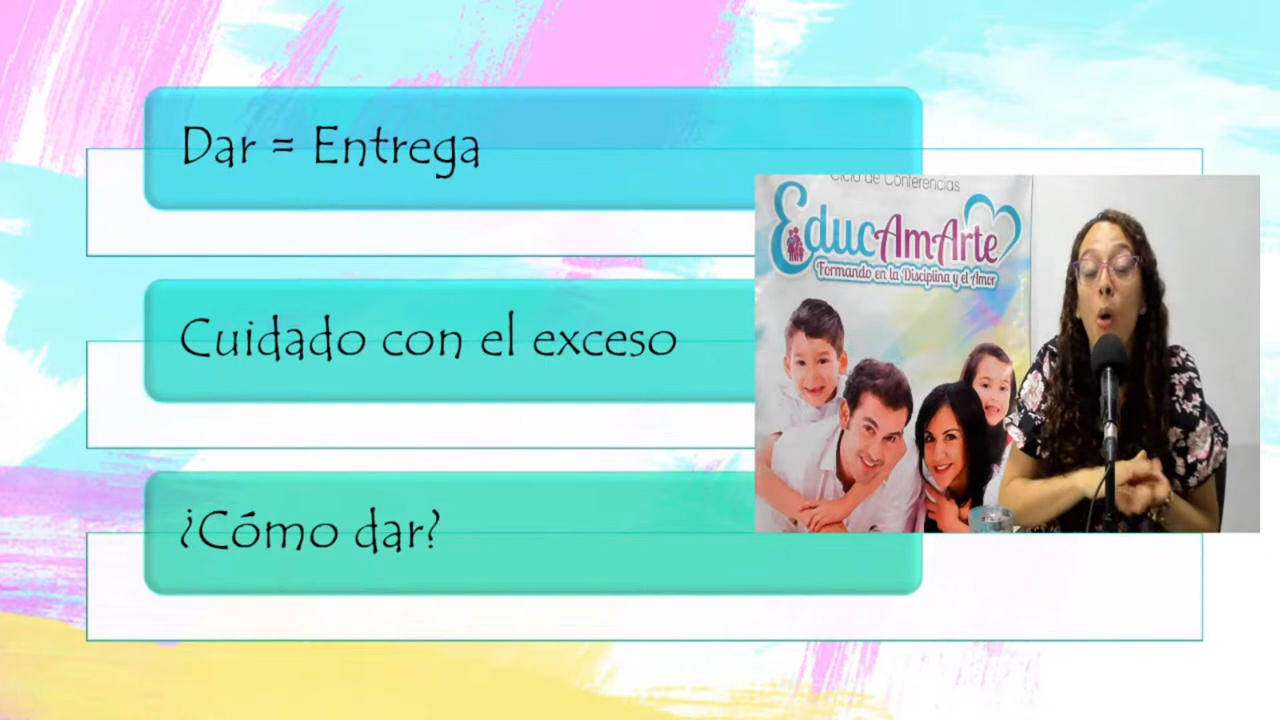 Dar = Entrega
Cuidado con el exceso
¿Cómo dar?
Ciclo de Conferencias
EducAmArte
Formando en la Disciplina y el Amor